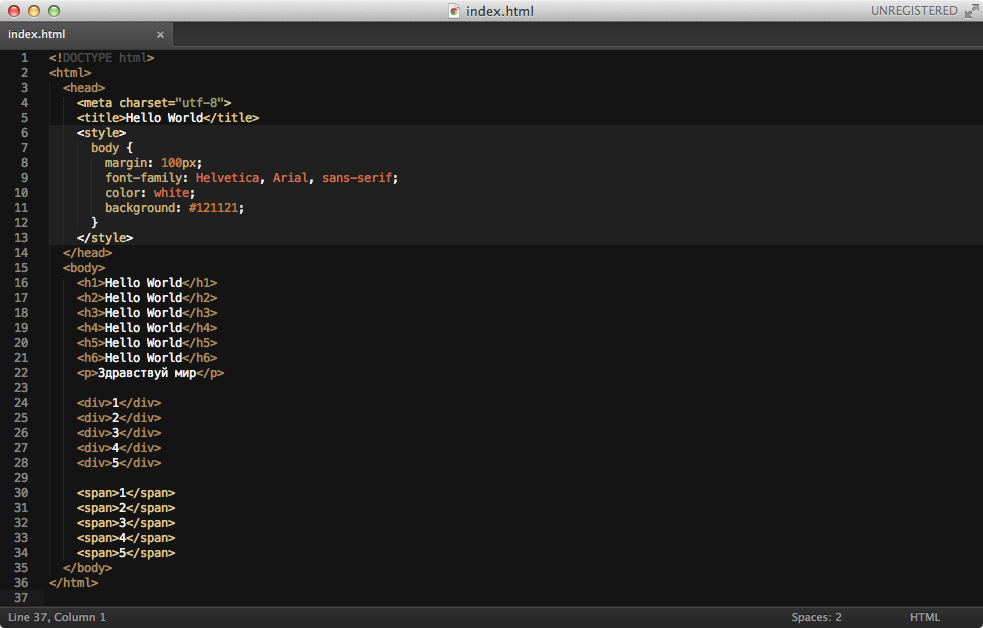 index.html
UNREGISTERED
index.html ×
1 <!DOCTYPE html>
2 <html>
3   <head>
4     <meta charset="utf-8">
5     <title>Hello World</title>
6     <style>
7       body {
8         margin: 100px;
9         font-family: Helvetica, Arial, sans-serif;
10         color: white;
11         background: #121121;
12       }
13     </style>
14   </head>
15   <body>
16     <h1>Hello World</h1>
17     <h2>Hello World</h2>
18     <h3>Hello World</h3>
19     <h4>Hello World</h4>
20     <h5>Hello World</h5>
21     <h6>Hello World</h6>
22     <p>Здравствуй мир</p>
23
24     <div>1</div>
25     <div>2</div>
26     <div>3</div>
27     <div>4</div>
28     <div>5</div>
29
30     <span>1</span>
31     <span>2</span>
32     <span>3</span>
33     <span>4</span>
34     <span>5</span>
35   </body>
36 </html>
37
Line 37, Column 1
Spaces: 2
HTML